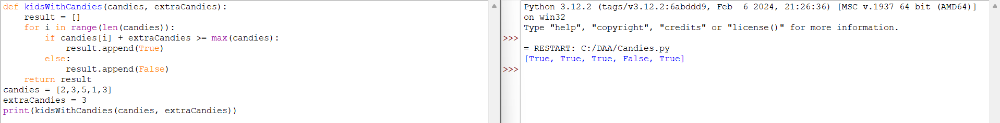 def kidsWithCandies(candies, extraCandies):
    result = []
    for i in range(len(candies)):
        if candies[i] + extraCandies >= max(candies):
            result.append(True)
        else:
            result.append(False)
    return result
candies = [2,3,5,1,3]
extraCandies = 3
print(kidsWithCandies(candies, extraCandies))
Python 3.12.2 (tags/v3.12.2:6abddd9, Feb  6 2024, 21:26:36) [MSC v.1937 64 bit (AMD64)]
on win32
Type "help", "copyright", "credits" or "license()" for more information.
>>>
= RESTART: C:/DAA/Candies.py
[True, True, True, False, True]
>>>